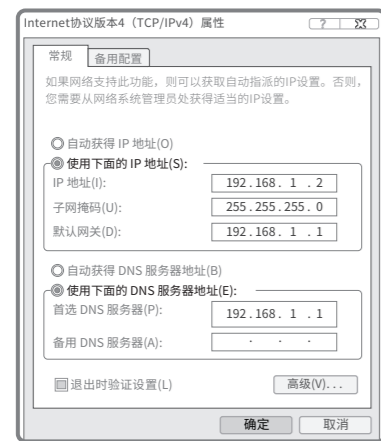 Internet协议版本4（TCP/IPv4）属性
?
常规
备用配置
如果网络支持此功能，则可以获取自动指派的IP设置。否则，
您需要从网络系统管理员处获得适当的IP设置。
自动获得 IP 地址(O)
使用下面的 IP 地址(S):
IP 地址(I): 192.168. 1 .2
子网掩码(U): 255.255.255.0
默认网关(D): 192.168. 1 .1
自动获得 DNS 服务器地址(B)
使用下面的 DNS 服务器地址(E):
首选 DNS 服务器(P): 192.168. 1 .1
备用 DNS 服务器(A): . . .
退出时验证设置(L)
高级(V)...
确定
取消